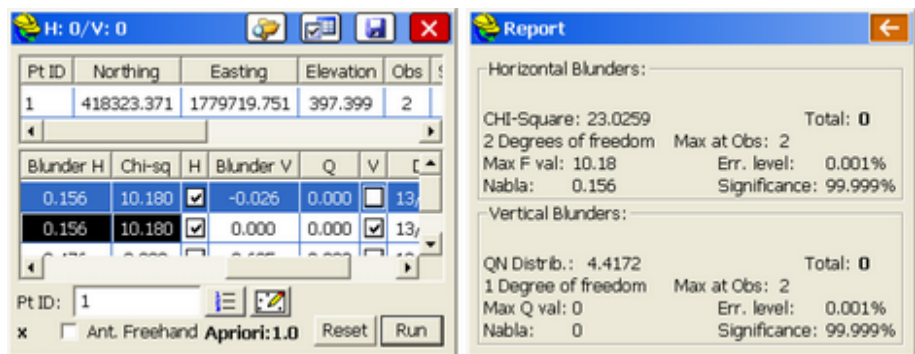 H: 0/V: 0
Pt ID Northing Easting Elevation Obs
1 418323.371 1779719.751 397.399 2
Blunder H Chi-sq H Blunder V Q V
0.156 10.180 -0.026 0.000 13/
0.156 10.180 0.000 0.000 13/
Pt ID: 1
x Ant. Freehand Apriori:1.0 Reset Run
Report
Horizontal Blunders:
CHI-Square: 23.0259 Total: 0
2 Degrees of freedom Max at Obs: 2
Max F val: 10.18 Err. level: 0.001%
Nabla: 0.156 Significance: 99.999%
Vertical Blunders:
QN Distrib.: 4.4172 Total: 0
1 Degree of freedom Max at Obs: 2
Max Q val: 0 Err. level: 0.001%
Nabla: 0 Significance: 99.999%